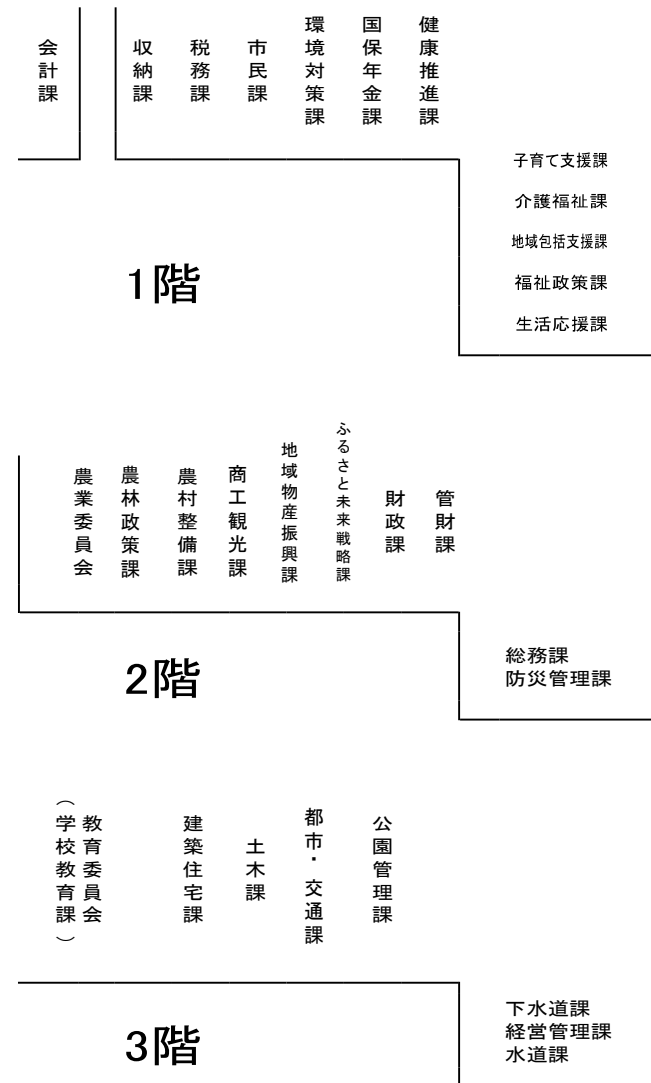 会計課
収納課
税務課
市民課
環境対策課
国保年金課
健康推進課
子育て支援課
介護福祉課
地域包括支援課
福祉政策課
生活応援課
1階
農業委員会
農林政策課
農村整備課
商工観光課
地域物産振興課
ふるさと未来戦略課
財政課
管財課
総務課
防災管理課
2階
教育委員会
（学校教育課）
建築住宅課
土木課
都市・交通課
公園管理課
下水道課
経営管理課
水道課
3階